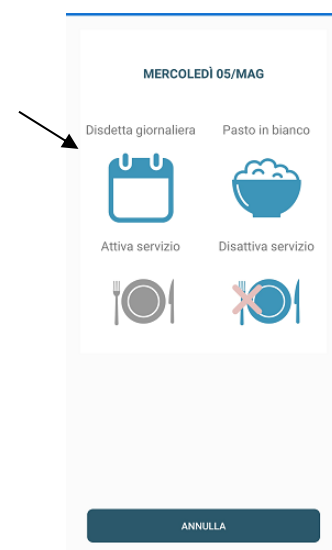 MERCOLEDÌ 05/MAG
Disdetta giornaliera Pasto in bianco
Attiva servizio Disattiva servizio
ANNULLA